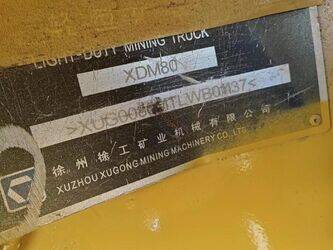 LIGHT-DUTY MINING TRUCK
XDM80
徐州徐工矿业机械有限公司
XUZHOU XUGONG MINING MACHINERY CO., LTD.